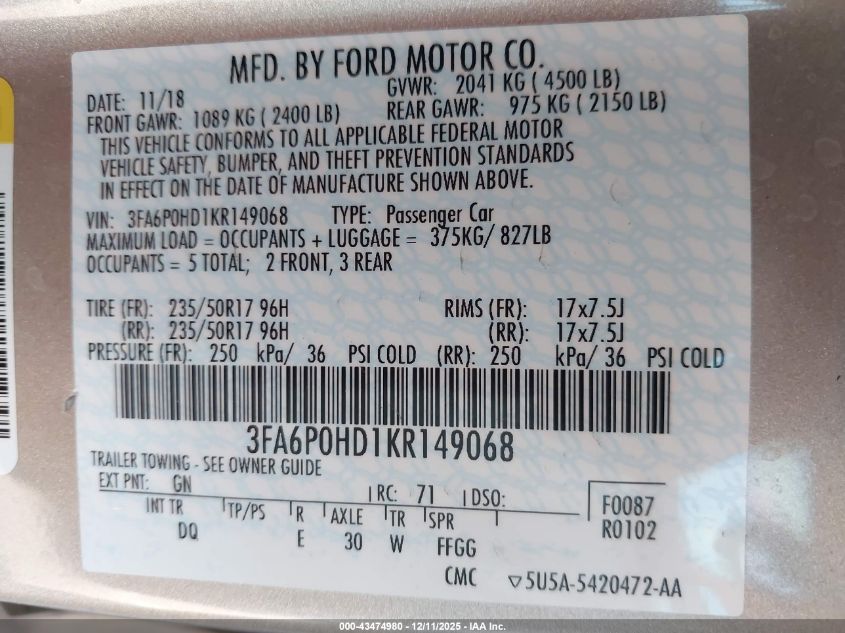 MFD. BY FORD MOTOR CO.
DATE: 11/18 GVWR: 2041 KG ( 4500 LB)
FRONT GAWR: 1089 KG ( 2400 LB) REAR GAWR: 975 KG ( 2150 LB)
THIS VEHICLE CONFORMS TO ALL APPLICABLE FEDERAL MOTOR
VEHICLE SAFETY, BUMPER, AND THEFT PREVENTION STANDARDS
IN EFFECT ON THE DATE OF MANUFACTURE SHOWN ABOVE.
VIN: 3FA6P0HD1KR149068 TYPE: Passenger Car
MAXIMUM LOAD = OCCUPANTS + LUGGAGE = 375KG/ 827LB
OCCUPANTS = 5 TOTAL; 2 FRONT, 3 REAR
TIRE (FR): 235/50R17 96H RIMS (FR): 17x7.5J
(RR): 235/50R17 96H (RR): 17x7.5J
PRESSURE (FR): 250 kPa/ 36 PSI COLD (RR): 250 kPa/ 36 PSI COLD
3FA6P0HD1KR149068
TRAILER TOWING - SEE OWNER GUIDE
EXT PNT: GN RC: 71 DSO: F0087
INT TR TP/PS R AXLE TR SPR R0102
DQ E 30 W FFGG
CMC ▽5U5A-5420472-AA
000-43474980 - 12/11/2025 - IAA Inc.